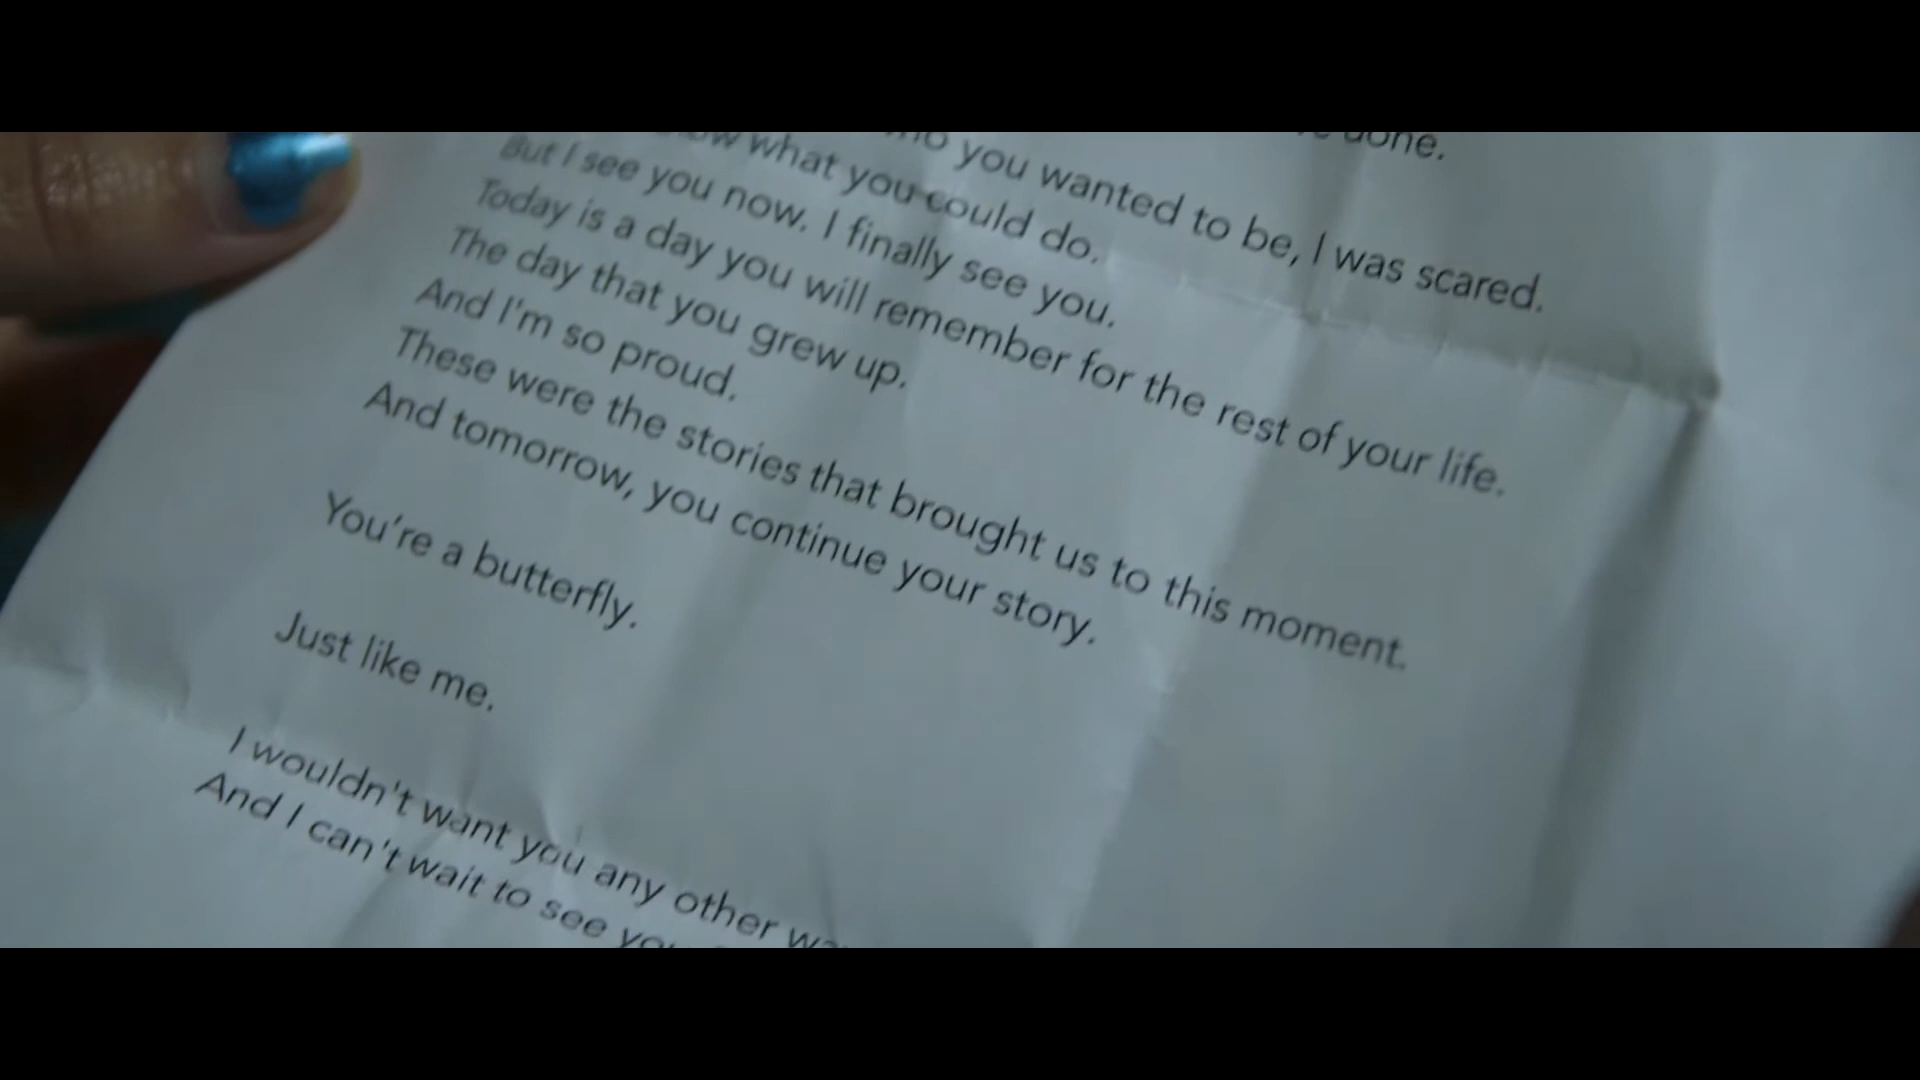 done.
you wanted to be, I was scared.
what you could do.
But I see you now. I finally see you.
Today is a day you will remember for the rest of your life.
The day that you grew up.
And I'm so proud.
These were the stories that brought us to this moment.
And tomorrow, you continue your story.
You're a butterfly.
Just like me.
I wouldn't want you any other
And I can't wait to see